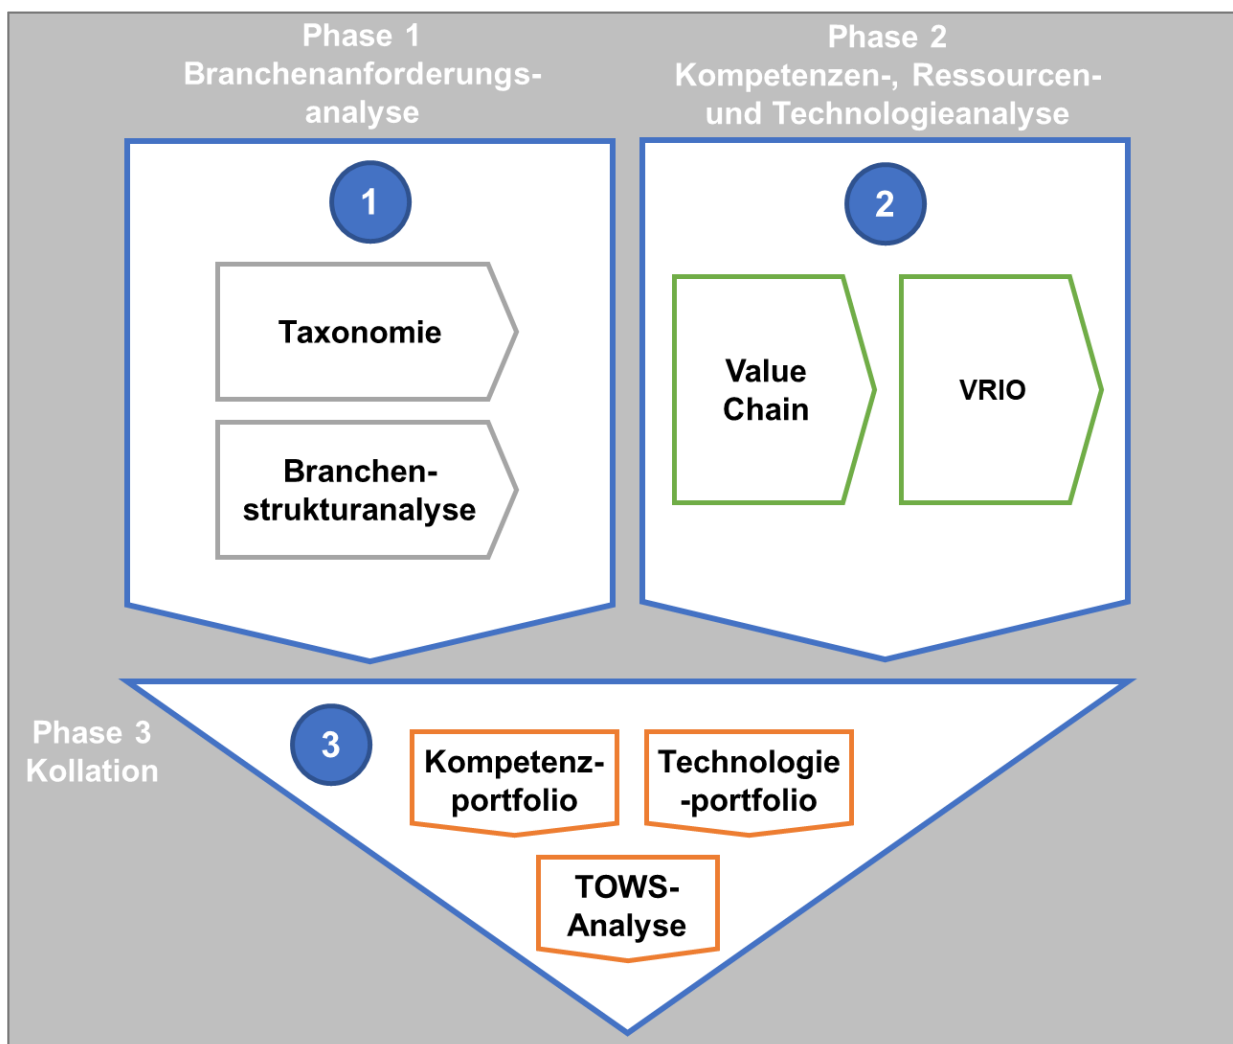 Phase 1
Branchenanforderungs-
analyse
Phase 2
Kompetenzen-, Ressourcen-
und Technologieanalyse
1
Taxonomie
Branchen-
strukturanalyse
2
Value
Chain
VRIO
Phase 3
Kollation
3
Kompetenz-
portfolio
Technologie
-portfolio
TOWS-
Analyse